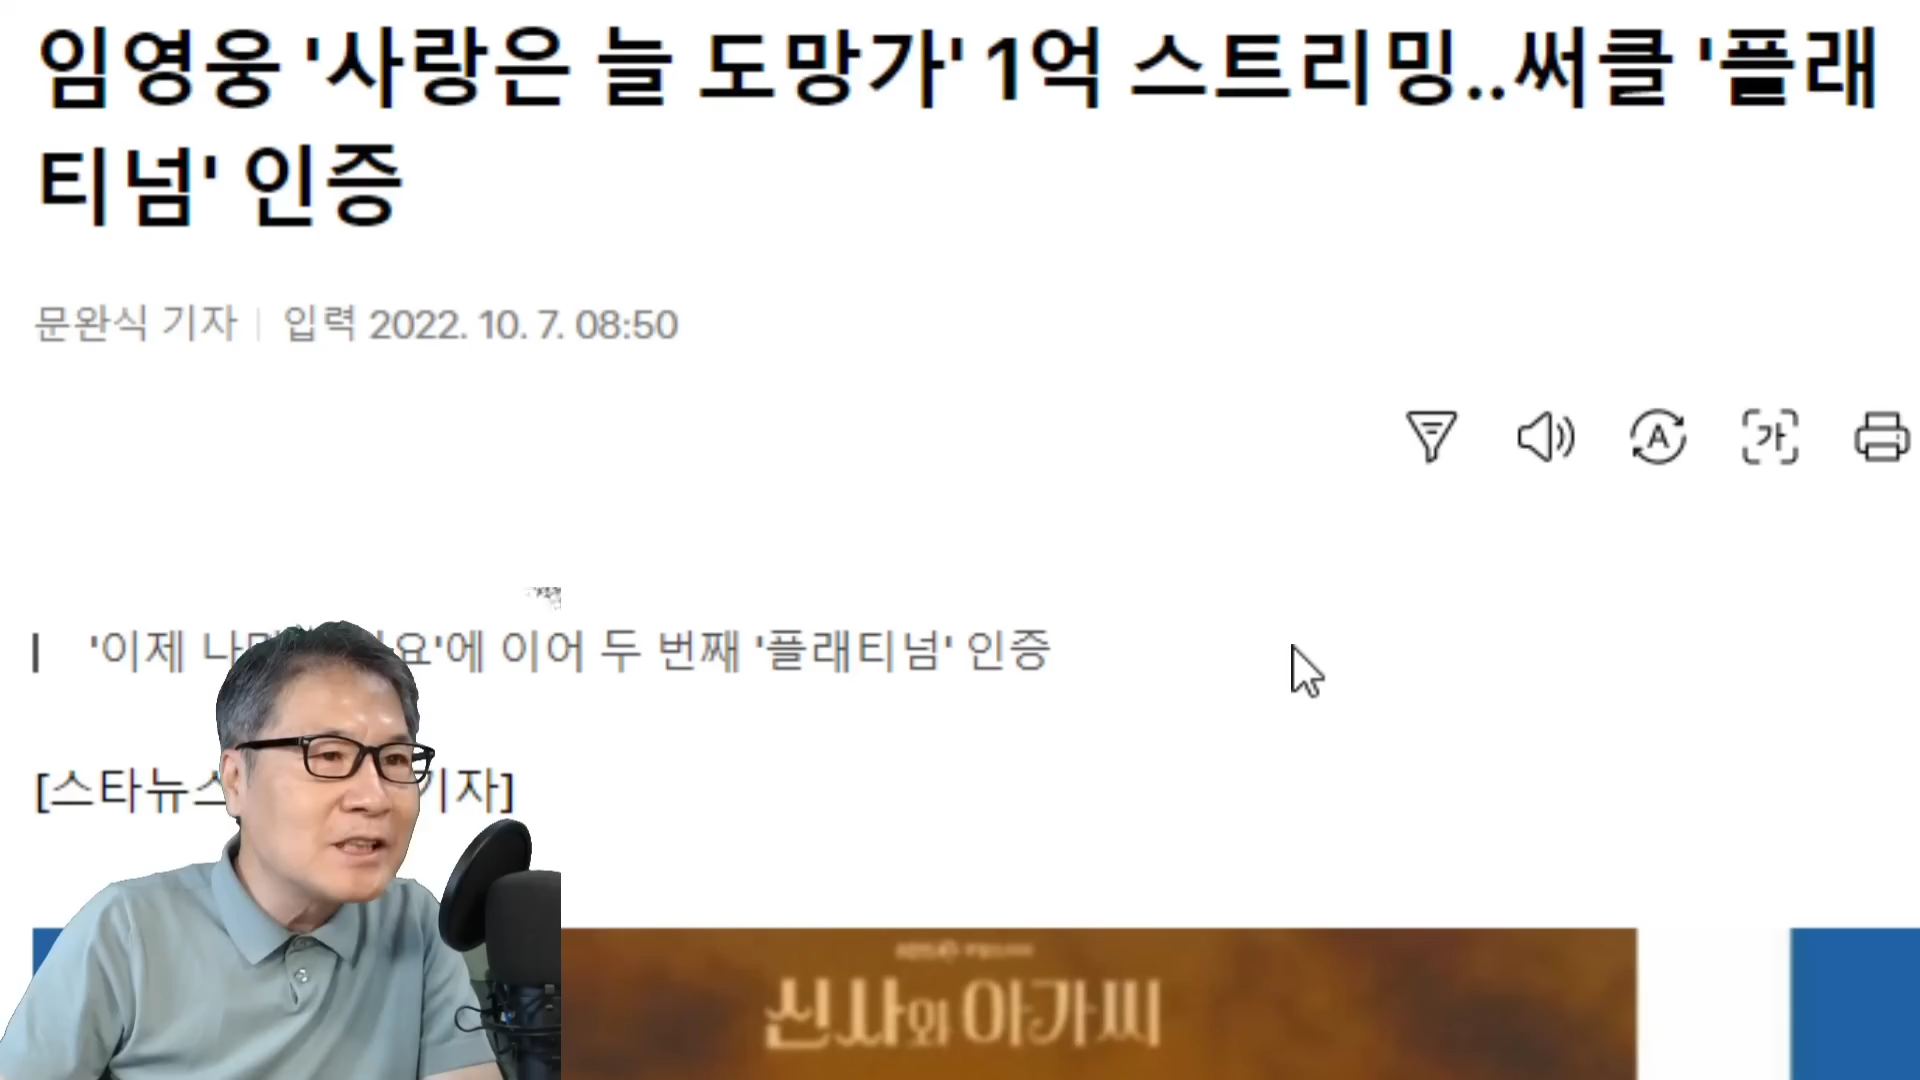 임영웅 '사랑은 늘 도망가' 1억 스트리밍..써클 '플래
티넘' 인증
문완식 기자 | 입력 2022. 10. 7. 08:50
A 가
'이제 나 요'에 이어 두 번째 '플래티넘' 인증
[스타뉴스 기자]
신사와 아가씨